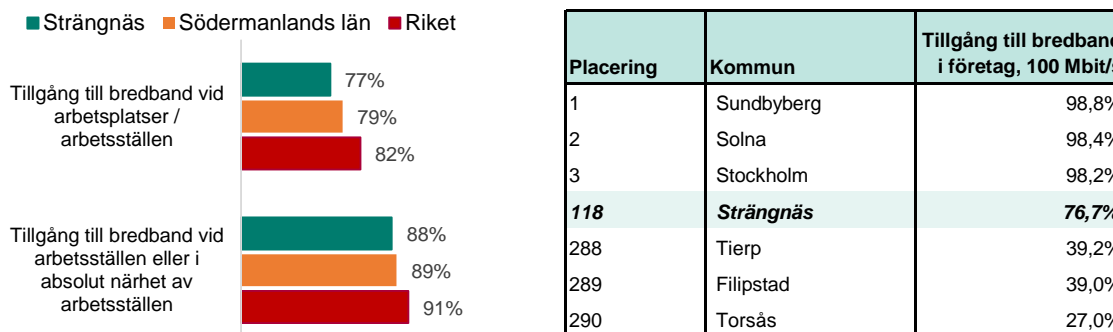 Strängnäs Södermanlands län Riket
Tillgång till bredband vid
arbetsplatser /
arbetsställen
77%
79%
82%
Tillgång till bredband vid
arbetsställen eller i
absolut närhet av
arbetsställen
88%
89%
91%
Tillgång till bredband
Placering Kommun i företag, 100 Mbit/s
1 Sundbyberg 98,8%
2 Solna 98,4%
3 Stockholm 98,2%
118 Strängnäs 76,7%
288 Tierp 39,2%
289 Filipstad 39,0%
290 Torsås 27,0%